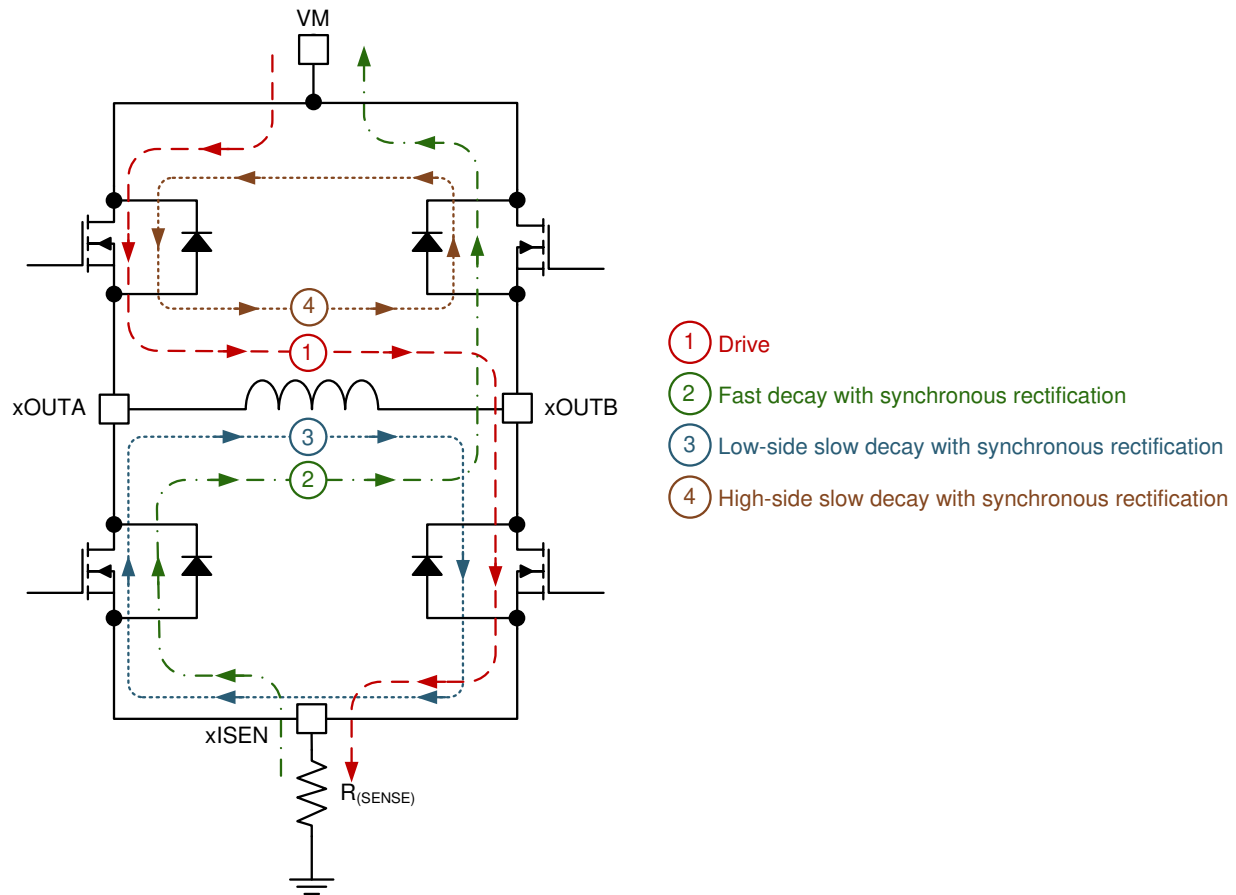 VM
4
1
xOUTA
xOUTB
3
2
xISEN
R(SENSE)
1 Drive
2 Fast decay with synchronous rectification
3 Low-side slow decay with synchronous rectification
4 High-side slow decay with synchronous rectification